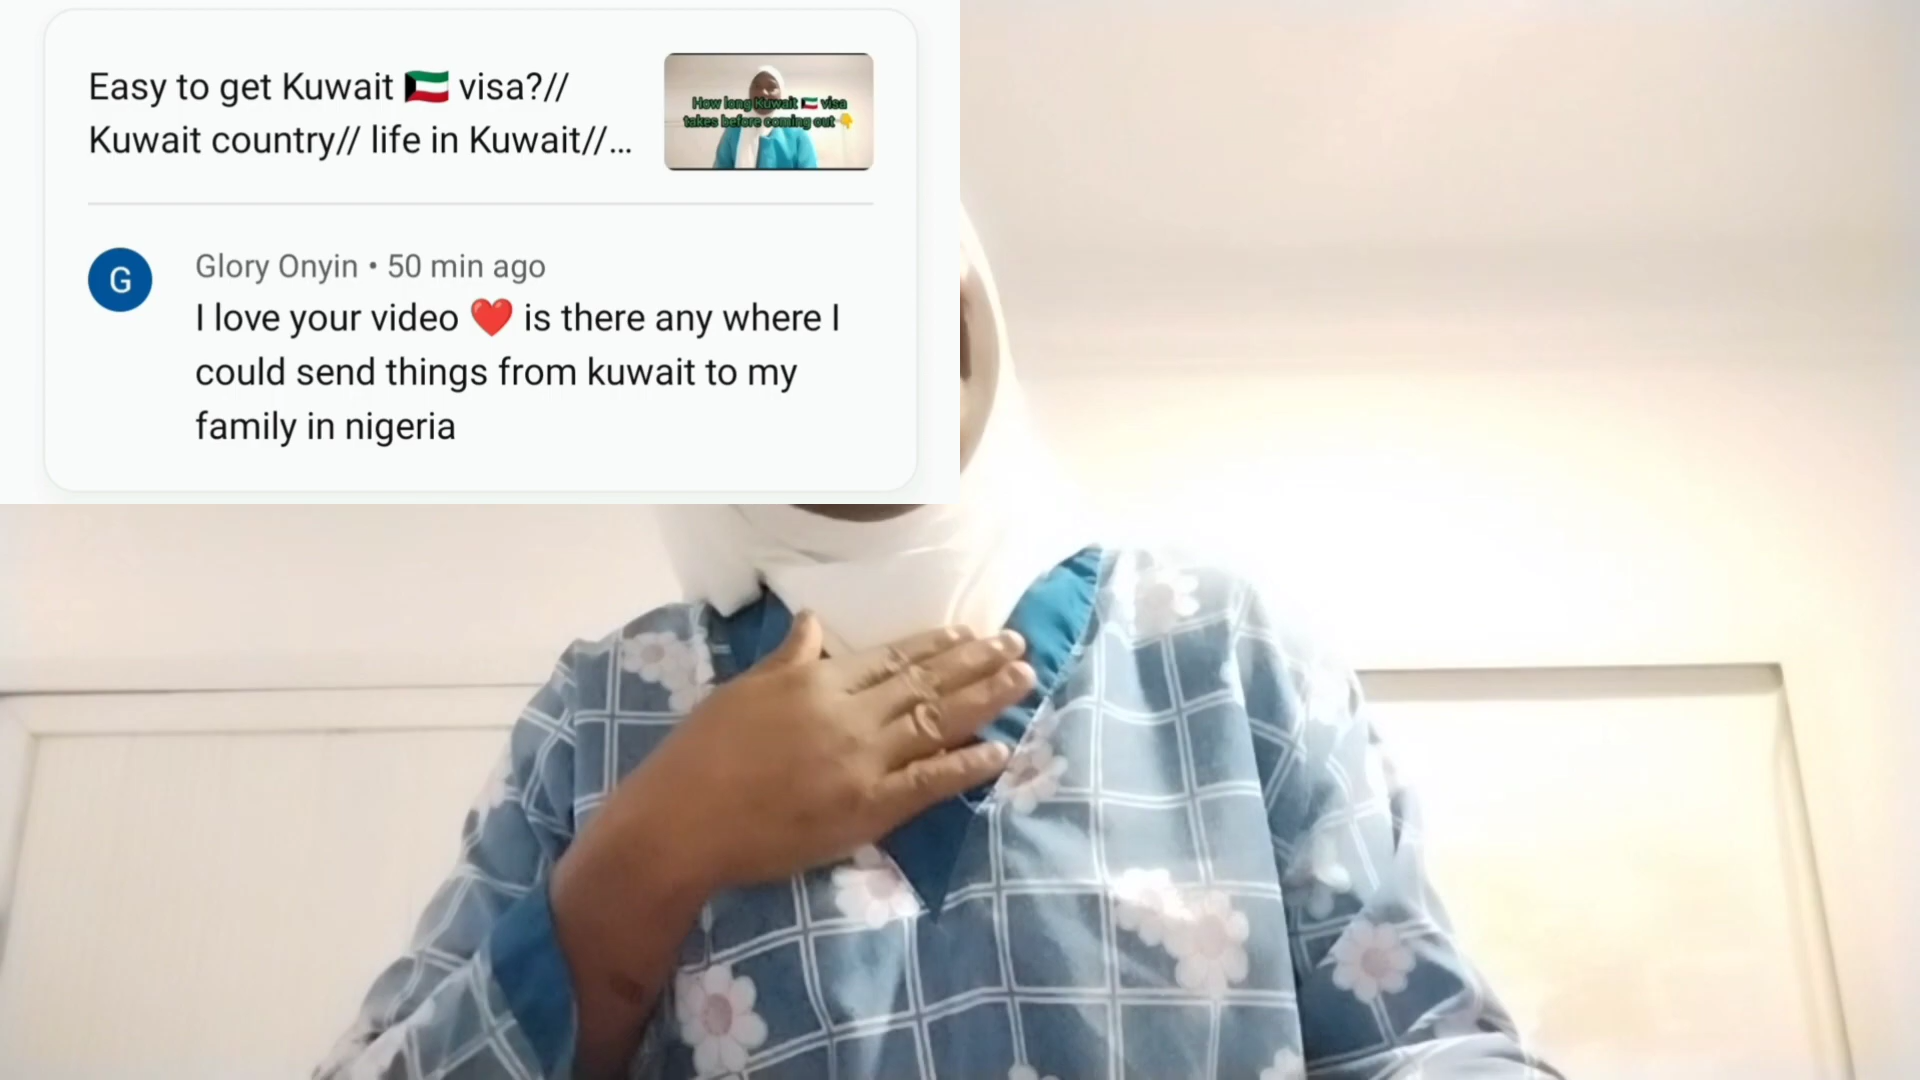 Easy to get Kuwait 🇰🇼 visa?//
Kuwait country// life in Kuwait//...
How long Kuwait 🇰🇼 visa
takes before coming out 👇
G
Glory Onyin • 50 min ago
I love your video ❤️ is there any where I
could send things from kuwait to my
family in nigeria